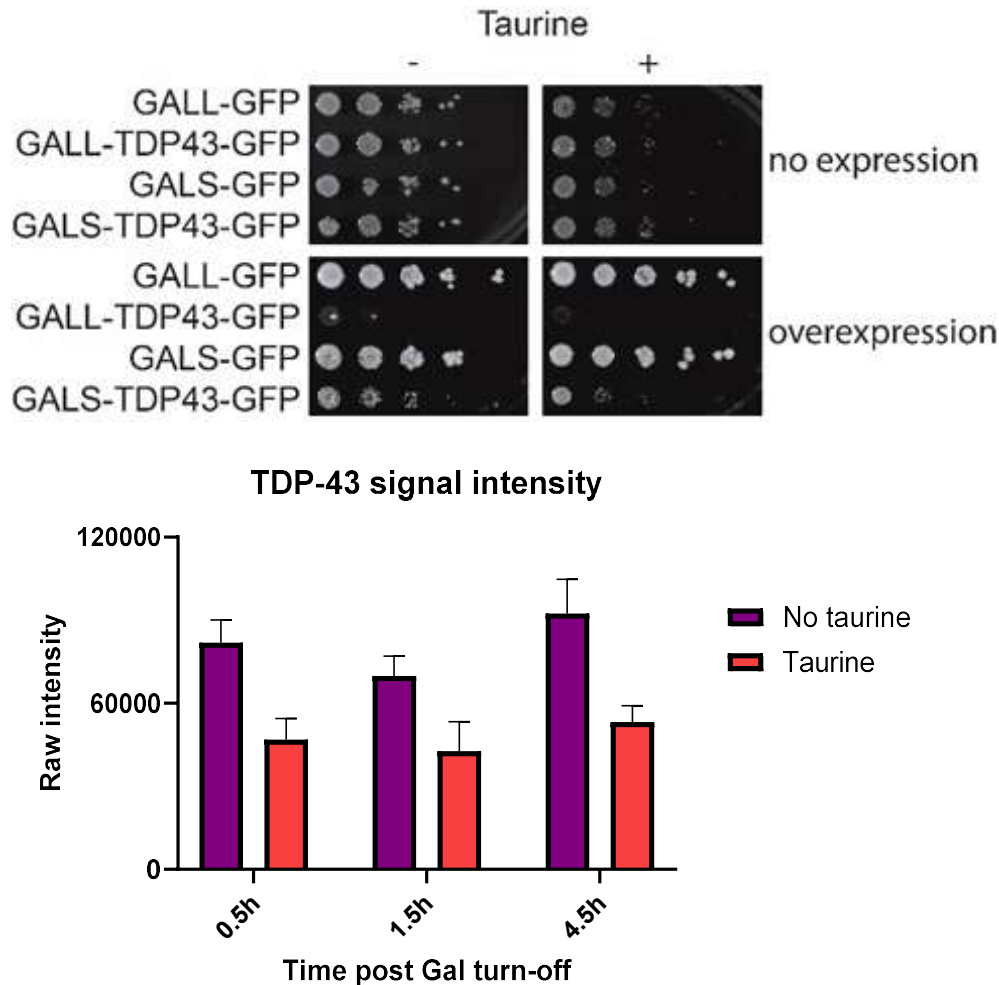 Taurine
- +
GALL-GFP
GALL-TDP43-GFP
GALS-GFP
GALS-TDP43-GFP
no expression
GALL-GFP
GALL-TDP43-GFP
GALS-GFP
GALS-TDP43-GFP
overexpression
TDP-43 signal intensity
120000
60000
0
Raw intensity
0.5h
1.5h
4.5h
Time post Gal turn-off
No taurine
Taurine